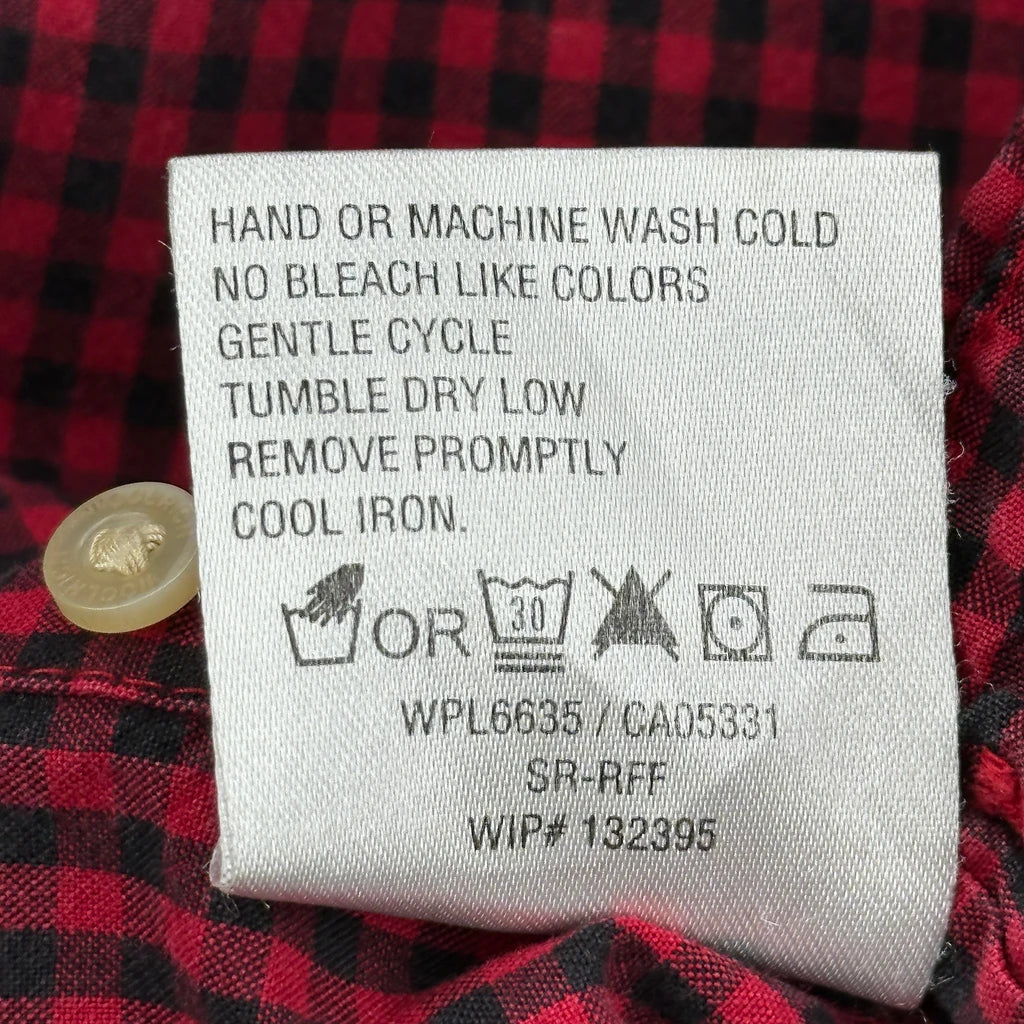 HAND OR MACHINE WASH COLD
NO BLEACH LIKE COLORS
GENTLE CYCLE
TUMBLE DRY LOW
REMOVE PROMPTLY
COOL IRON.
OR 30
WPL6635 / CA05331
SR-RFF
WIP# 132395